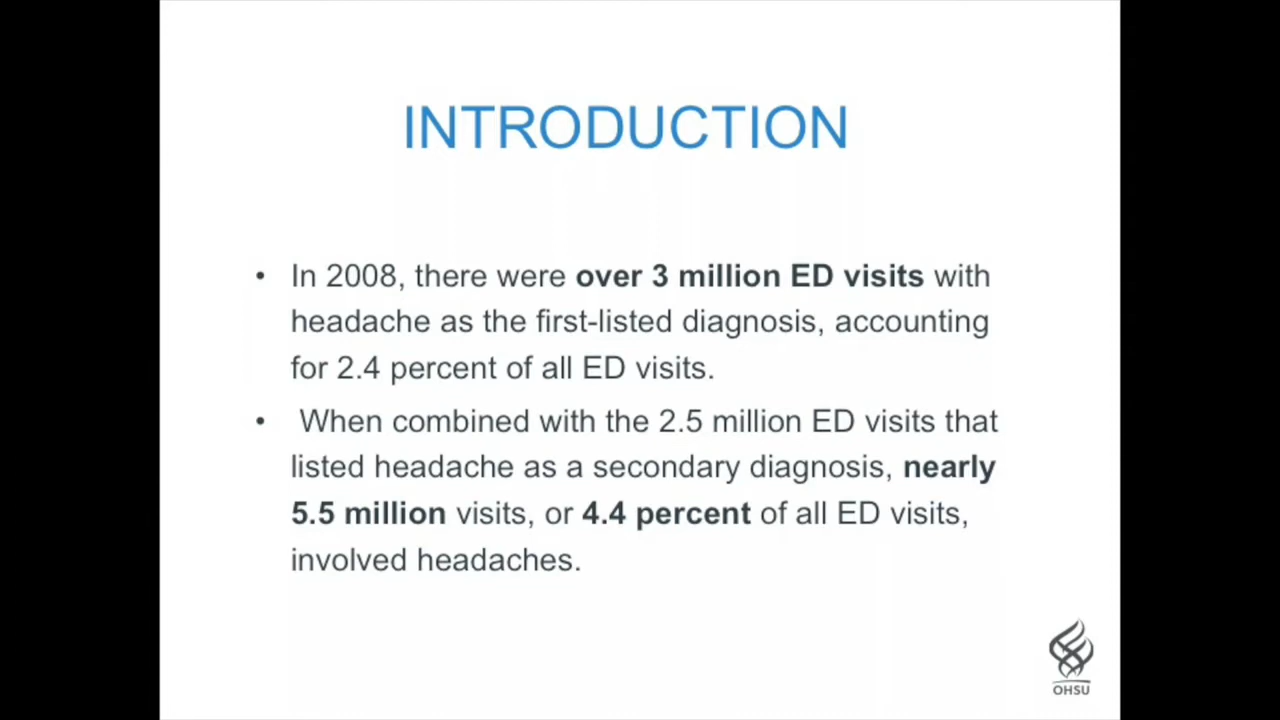 INTRODUCTION
• In 2008, there were over 3 million ED visits with
headache as the first-listed diagnosis, accounting
for 2.4 percent of all ED visits.
• When combined with the 2.5 million ED visits that
listed headache as a secondary diagnosis, nearly
5.5 million visits, or 4.4 percent of all ED visits,
involved headaches.
OHSU